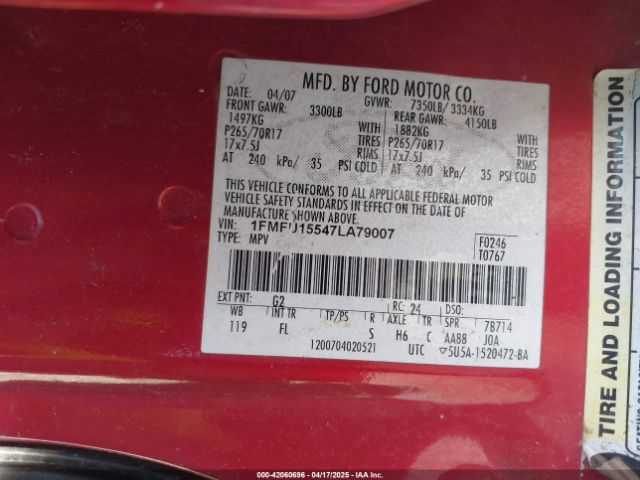 MFD. BY FORD MOTOR CO.
DATE: 04/07 GVWR: 7350LB/ 3334KG
FRONT GAWR: 3300LB REAR GAWR: 4150LB
1497KG WITH 1882KG WITH
P265/70R17 TIRES P265/70R17 TIRES
17x7.5J RIMS 17x7.5J RIMS
AT 240 kPa/ 35 PSI COLD AT 240 kPa/ 35 PSI COLD
THIS VEHICLE CONFORMS TO ALL APPLICABLE FEDERAL MOTOR
VEHICLE SAFETY STANDARDS IN EFFECT ON THE DATE OF
MANUFACTURE SHOWN ABOVE.
VIN: 1FMFU15547LA79007
TYPE: MPV
F0246
T0767
EXT PNT: G2 RC: 24 DSO:
WB INT TR TP/PS R AXLE TR SPR 7B714
119 FL S H6 C AA88 J0A
1200704020521 UTC ▽5U5A-1520472-BA
TIRE AND LOADING INFORMATION
000-42060696 - 04/17/2025 - IAAI.COM